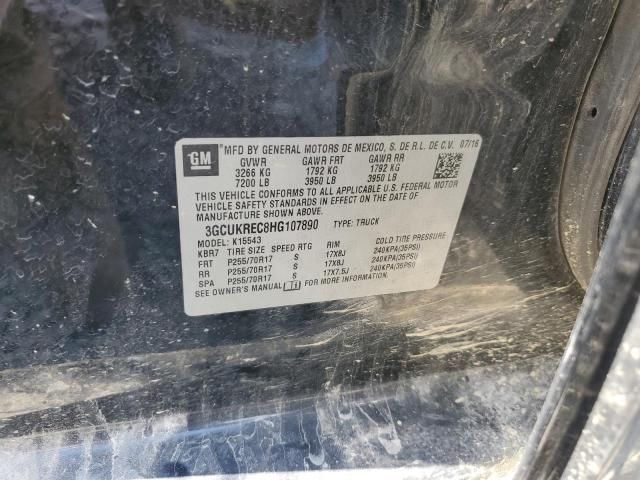 GM
MFD BY GENERAL MOTORS DE MEXICO, S. DE R.L. DE C.V. 07/16
GVWR GAWR FRT GAWR RR
3266 KG 1792 KG 1792 KG
7200 LB 3950 LB 3950 LB
THIS VEHICLE CONFORMS TO ALL APPLICABLE U.S. FEDERAL MOTOR
VEHICLE SAFETY STANDARDS IN EFFECT ON THE DATE OF
MANUFACTURE SHOWN ABOVE.
3GCUKREC8HG107890 TYPE: TRUCK
MODEL: K15543
KBR7 TIRE SIZE SPEED RTG RIM COLD TIRE PRESSURE
FRT P255/70R17 S 17X8J 240KPA(35PSI)
RR P255/70R17 S 17X8J 240KPA(35PSI)
SPA P255/70R17 S 17X7.5J 240KPA(35PSI)
SEE OWNER'S MANUAL FOR MORE INFORMATION.